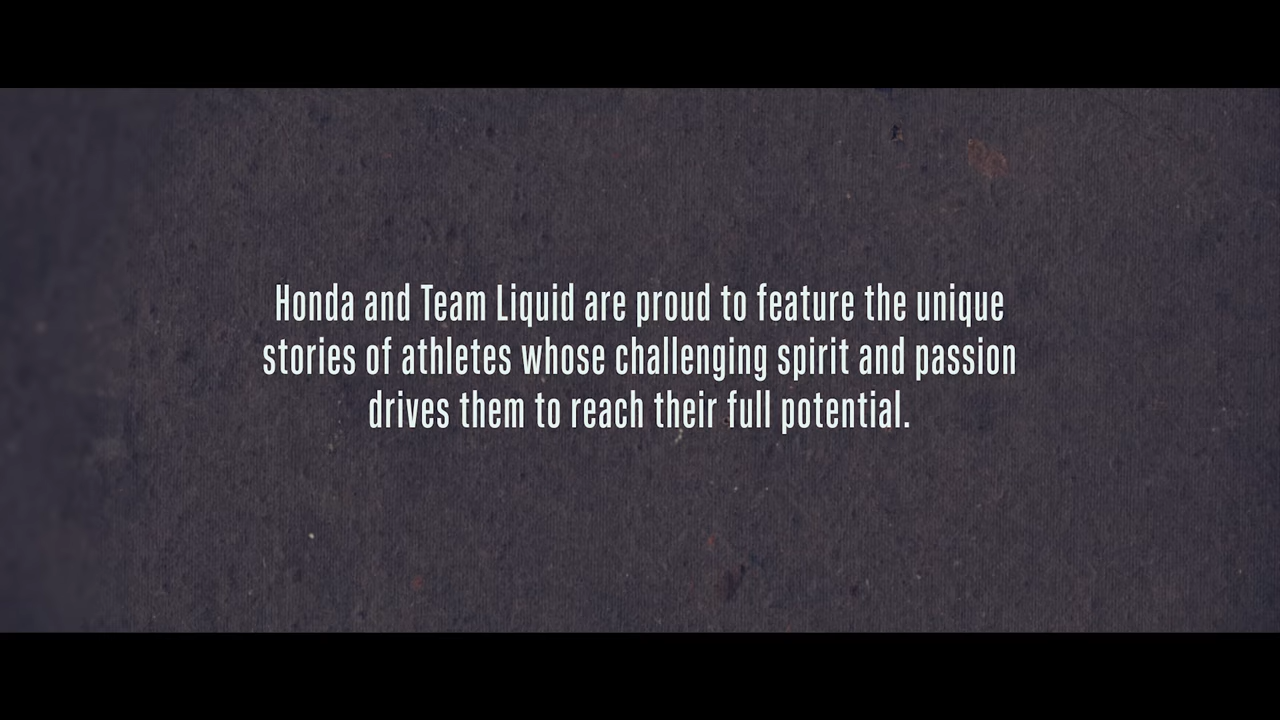 Honda and Team Liquid are proud to feature the unique
stories of athletes whose challenging spirit and passion
drives them to reach their full potential.